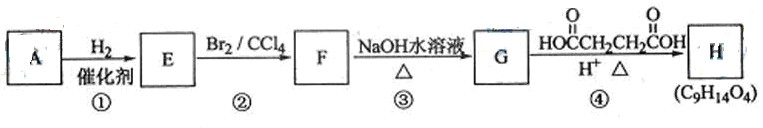 A H₂ 催化剂 ① E Br₂/CCl₄ ② F NaOH水溶液 △ ③ G HOCCH₂CH₂COH O O H⁺ △ ④ H
(C₉H₁₄O₄)